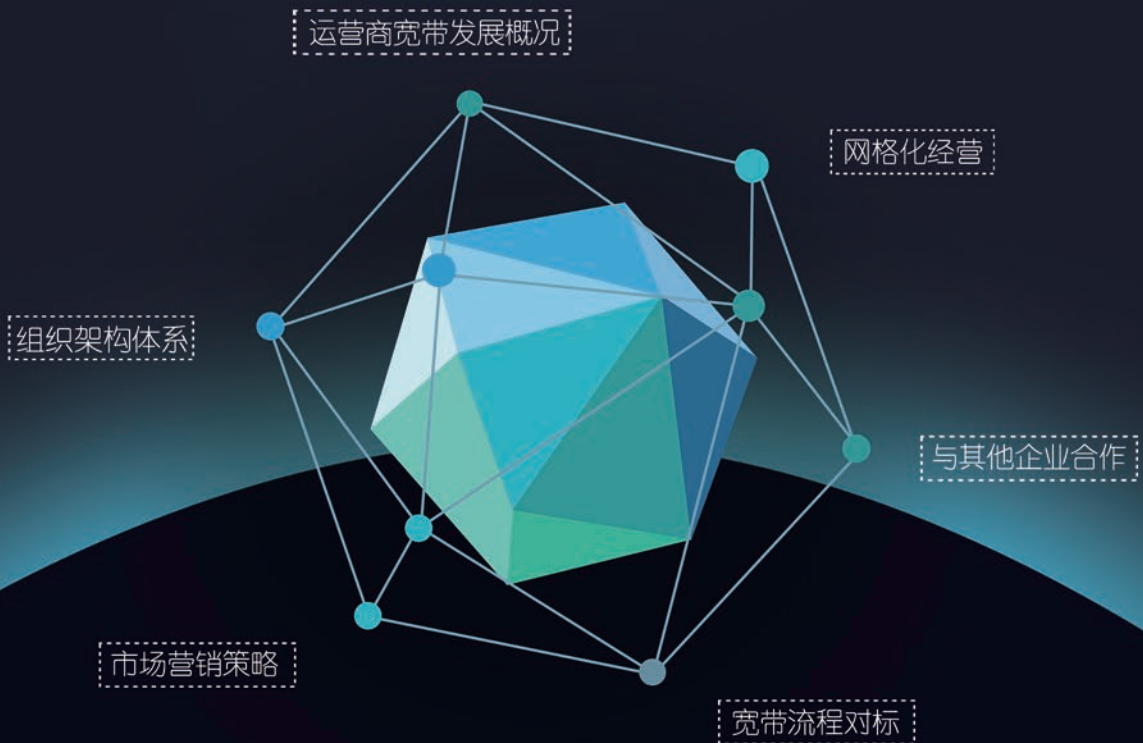 运营商宽带发展概况
网格化经营
组织架构体系
与其他企业合作
市场营销策略
宽带流程对标